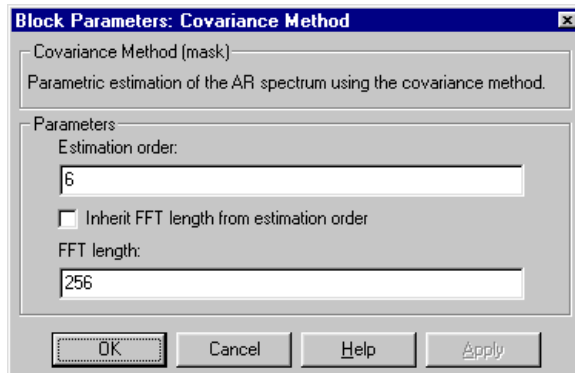 Block Parameters: Covariance Method
Covariance Method (mask)
Parametric estimation of the AR spectrum using the covariance method.
Parameters
Estimation order:
6
Inherit FFT length from estimation order
FFT length:
256
OK Cancel Help Apply